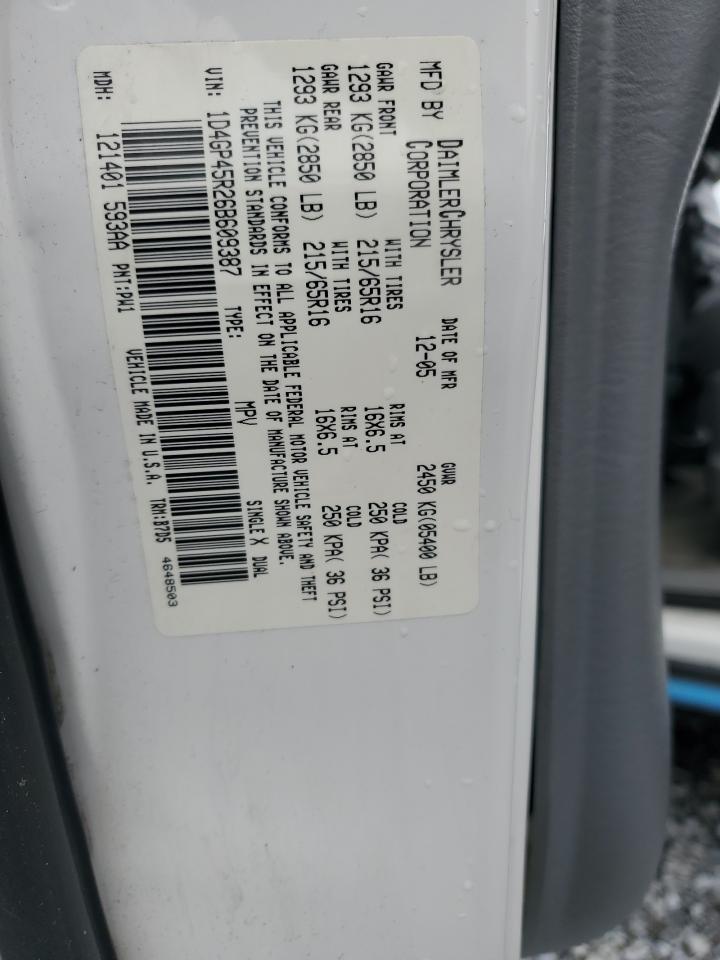 MFD BY DAIMLERCHRYSLER CORPORATION
DATE OF MFR 12-05
GVWR 2450 KG(05400 LB)
GAWR FRONT WITH TIRES RIMS AT COLD
1293 KG(2850 LB) 215/65R16 16X6.5 250 KPA( 36 PSI)
GAWR REAR WITH TIRES RIMS AT COLD
1293 KG(2850 LB) 215/65R16 16X6.5 250 KPA( 36 PSI)
THIS VEHICLE CONFORMS TO ALL APPLICABLE FEDERAL MOTOR VEHICLE SAFETY AND THEFT
PREVENTION STANDARDS IN EFFECT ON THE DATE OF MANUFACTURE SHOWN ABOVE.
VIN: 1D4GP45R26B609387 TYPE: MPV SINGLE X DUAL
MDH: 121401 593AA PNT:PW1 VEHICLE MADE IN U.S.A. TRM:B7D5 4648503